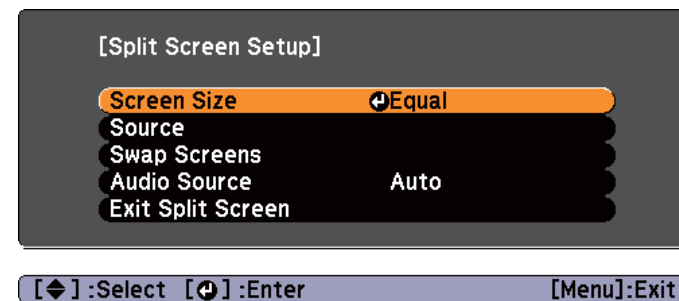 [Split Screen Setup]
Screen Size Equal
Source
Swap Screens
Audio Source Auto
Exit Split Screen
[ ] :Select [ ] :Enter [Menu]:Exit